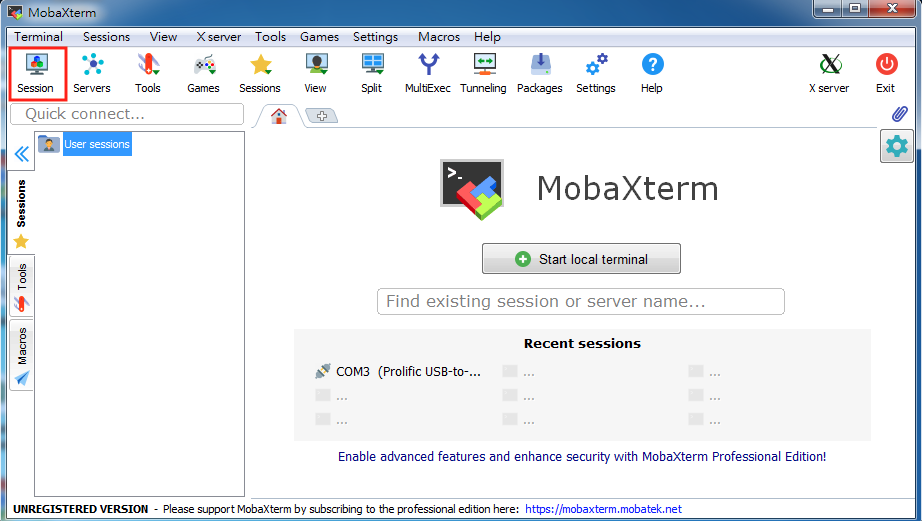 MobaXterm
Terminal Sessions View X server Tools Games Settings Macros Help
Session Servers Tools Games Sessions View Split MultiExec Tunneling Packages Settings Help X server Exit
Quick connect...
User sessions
Sessions
Tools
Macros
>_
MobaXterm
Start local terminal
Find existing session or server name...
Recent sessions
COM3 (Prolific USB-to-... ... ...
... ... ...
... ... ...
Enable advanced features and enhance security with MobaXterm Professional Edition!
UNREGISTERED VERSION - Please support MobaXterm by subscribing to the professional edition here: https://mobaxterm.mobatek.net